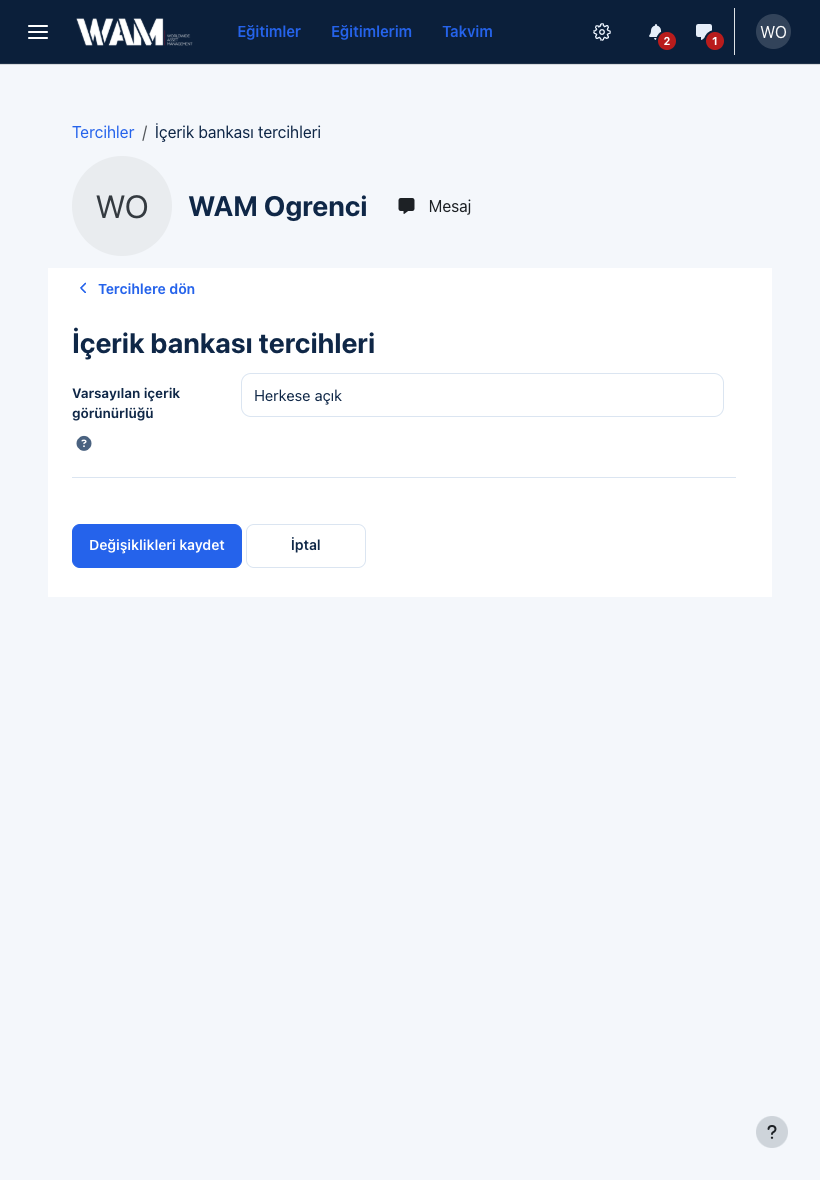 WAM
Eğitimler
Eğitimlerim
Takvim
2
1
WO
Tercihler / İçerik bankası tercihleri
WO
WAM Ogrenci
Mesaj
Tercihlere dön
İçerik bankası tercihleri
Varsayılan içerik
görünürlüğü
Herkese açık
?
Değişiklikleri kaydet
İptal
?